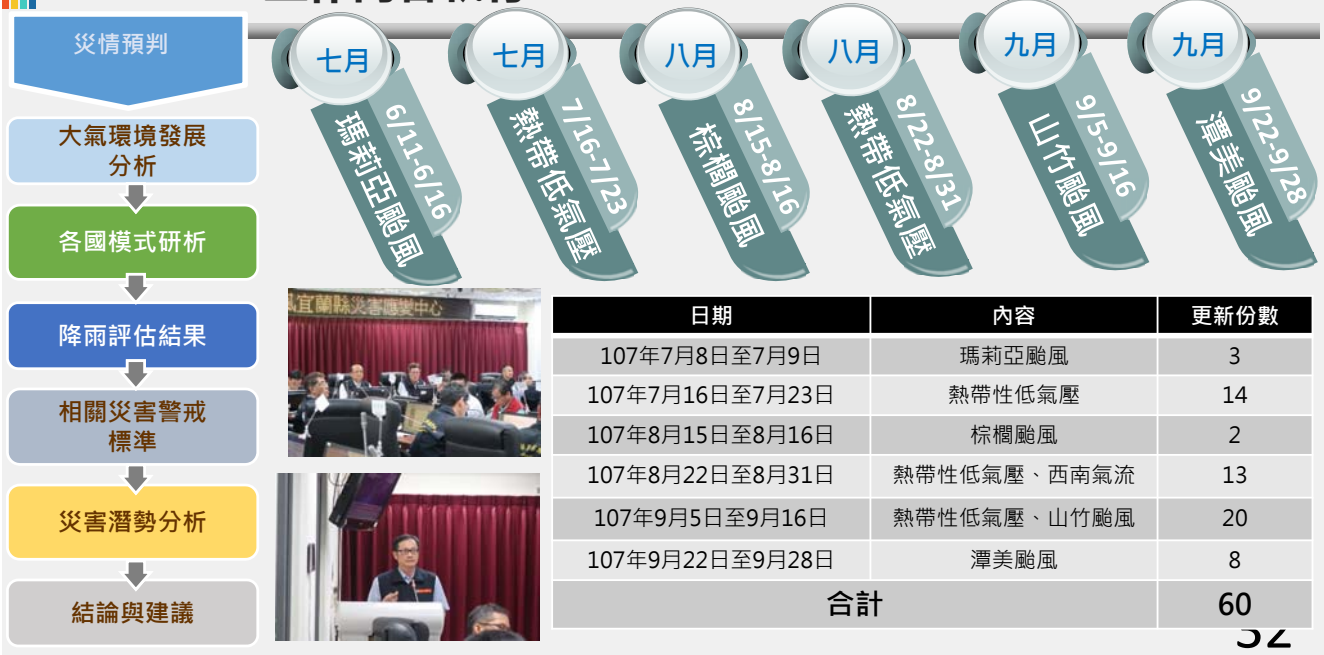 災情預判
大氣環境發展
分析
各國模式研析
降雨評估結果
相關災害警戒
標準
災害潛勢分析
結論與建議
七月
6/11-6/16
瑪莉亞颱風
七月
7/16-7/23
熱帶低氣壓
八月
8/15-8/16
棕櫚颱風
八月
8/22-8/31
熱帶低氣壓
九月
9/5-9/16
山竹颱風
九月
9/22-9/28
潭美颱風
宜蘭縣災害應變中心
日期 內容 更新份數
107年7月8日至7月9日 瑪莉亞颱風 3
107年7月16日至7月23日 熱帶性低氣壓 14
107年8月15日至8月16日 棕櫚颱風 2
107年8月22日至8月31日 熱帶性低氣壓、西南氣流 13
107年9月5日至9月16日 熱帶性低氣壓、山竹颱風 20
107年9月22日至9月28日 潭美颱風 8
合計 60
32